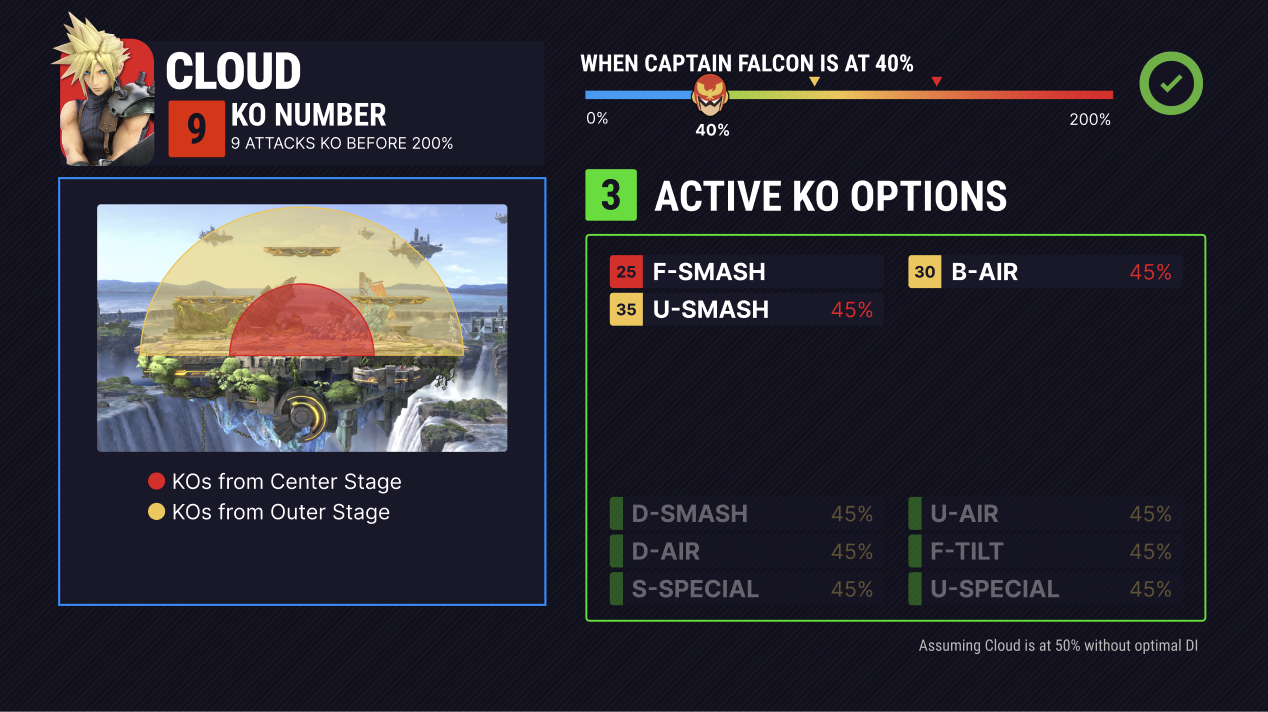 CLOUD
9
KO NUMBER
9 ATTACKS KO BEFORE 200%
WHEN CAPTAIN FALCON IS AT 40%
0%
40%
200%
3 ACTIVE KO OPTIONS
25 F-SMASH
30 B-AIR 45%
35 U-SMASH 45%
D-SMASH 45%
U-AIR 45%
D-AIR 45%
F-TILT 45%
S-SPECIAL 45%
U-SPECIAL 45%
KOs from Center Stage
KOs from Outer Stage
Assuming Cloud is at 50% without optimal DI